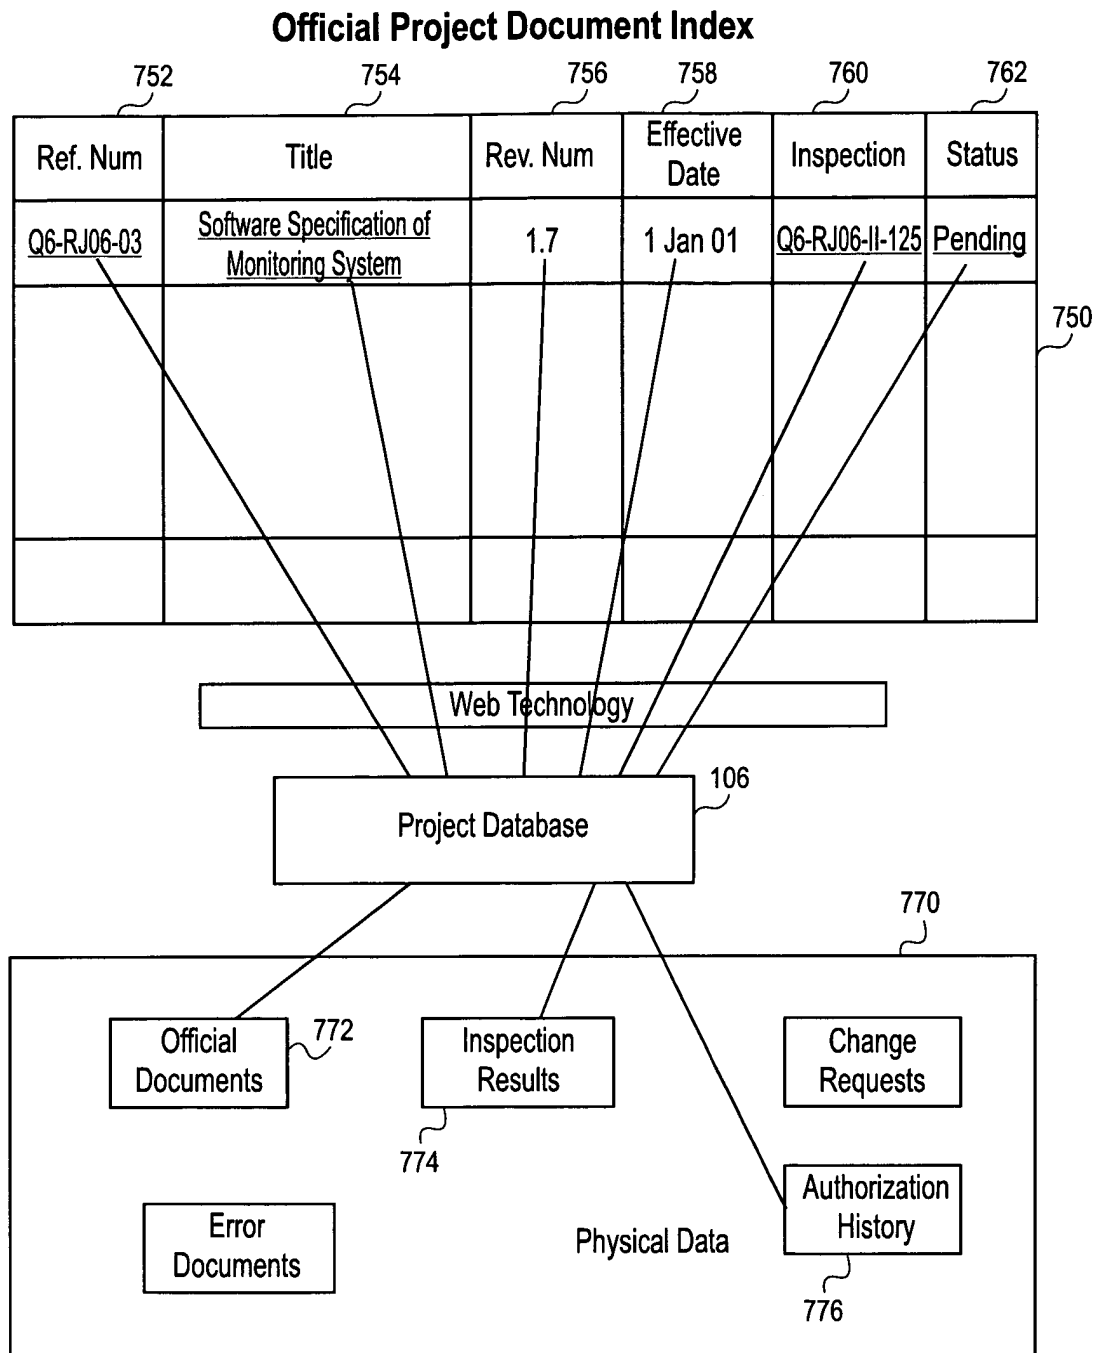 Official Project Document Index
752 754 756 758 760 762
Ref. Num Title Rev. Num Effective Date Inspection Status
Q6-RJ06-03 Software Specification of Monitoring System 1.7 1 Jan 01 Q6-RJ06-II-125 Pending
750
Web Technology
106
Project Database
770
Official
Documents
772
Inspection
Results
774
Change
Requests
Error
Documents
Physical Data
Authorization
History
776